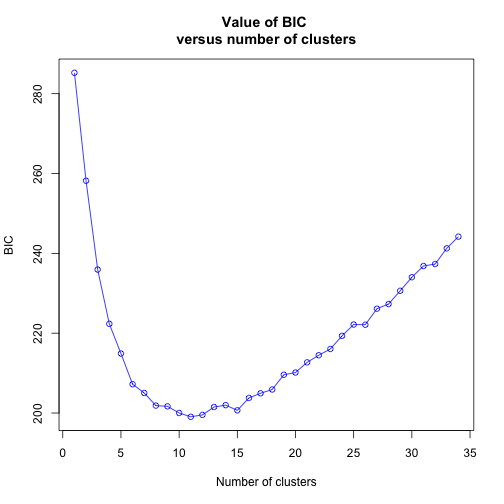 Value of BIC
versus number of clusters
280
260
240
220
200
BIC
0 5 10 15 20 25 30 35
Number of clusters